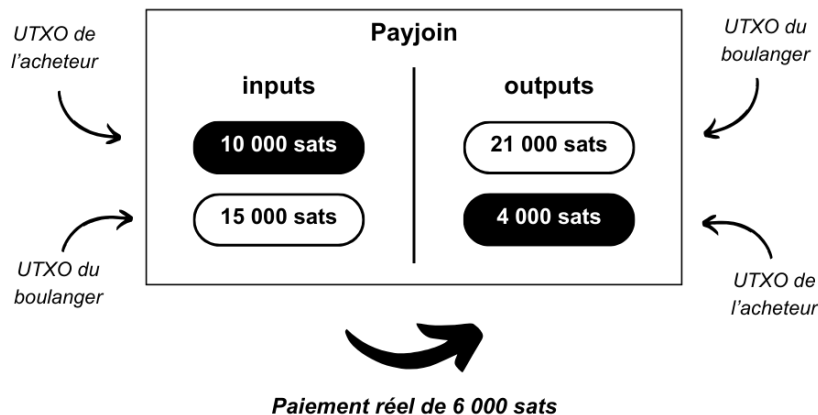 Payjoin
UTXO de
l'acheteur
UTXO du
boulanger
inputs
outputs
10 000 sats
21 000 sats
15 000 sats
4 000 sats
UTXO du
boulanger
UTXO de
l'acheteur
Paiement réel de 6 000 sats